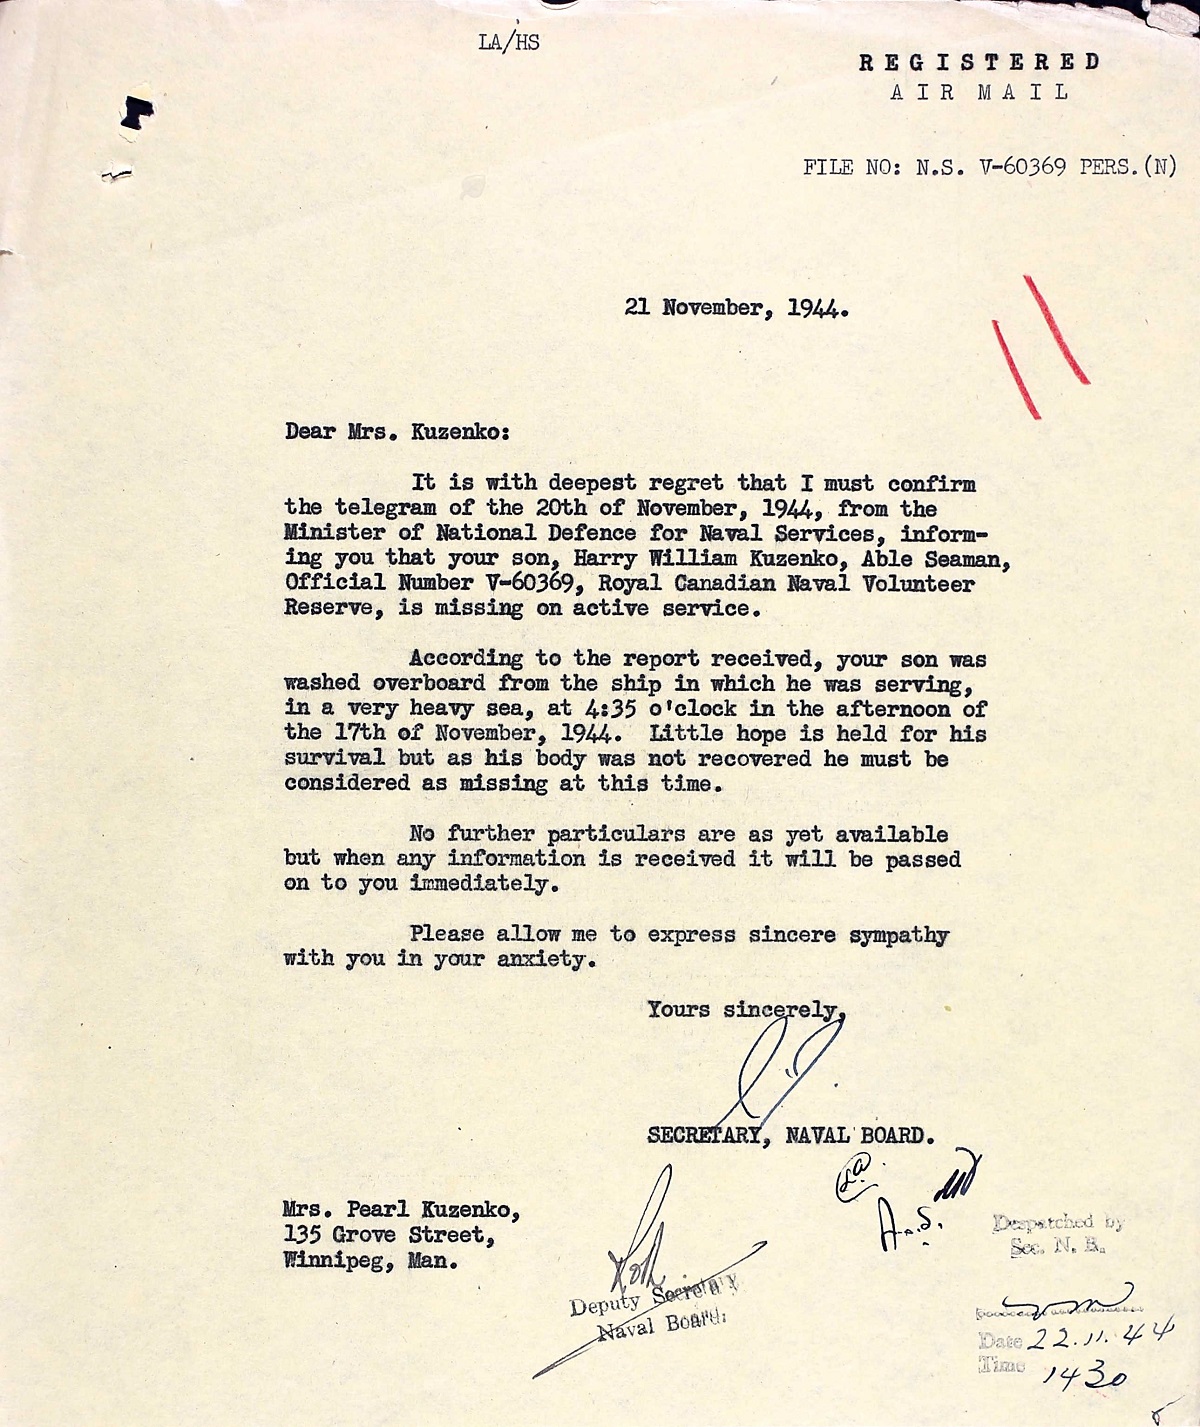 LA/HS
REGISTERED
AIR MAIL
FILE NO: N.S. V-60369 PERS.(N)
21 November, 1944.
Dear Mrs. Kuzenko:
It is with deepest regret that I must confirm
the telegram of the 20th of November, 1944, from the
Minister of National Defence for Naval Services, inform-
ing you that your son, Harry William Kuzenko, Able Seaman,
Official Number V-60369, Royal Canadian Naval Volunteer
Reserve, is missing on active service.
According to the report received, your son was
washed overboard from the ship in which he was serving,
in a very heavy sea, at 4:35 o'clock in the afternoon of
the 17th of November, 1944. Little hope is held for his
survival but as his body was not recovered he must be
considered as missing at this time.
No further particulars are as yet available
but when any information is received it will be passed
on to you immediately.
Please allow me to express sincere sympathy
with you in your anxiety.
Yours sincerely,
SECRETARY, NAVAL BOARD.
Mrs. Pearl Kuzenko,
135 Grove Street,
Winnipeg, Man.
Deputy Secretary
Naval Board.
H.S.
Despatched by
Sec. N. B.
Date 22.11.44
Time 1430